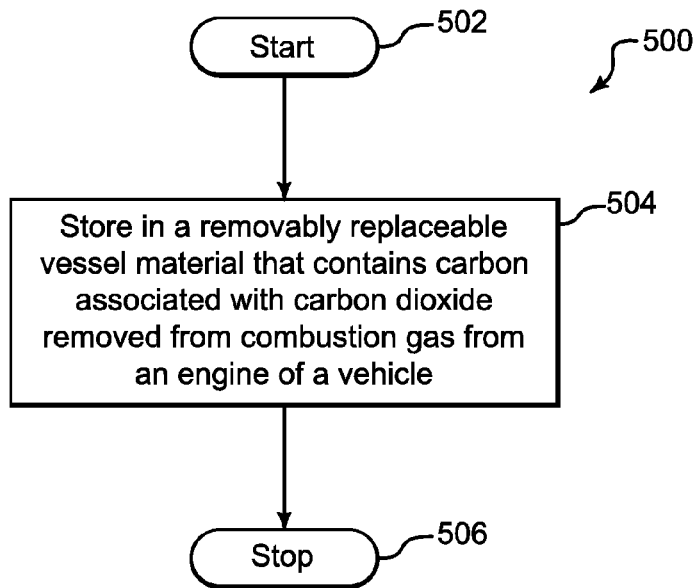 Start
502
500
504
Store in a removably replaceable
vessel material that contains carbon
associated with carbon dioxide
removed from combustion gas from
an engine of a vehicle
Stop
506